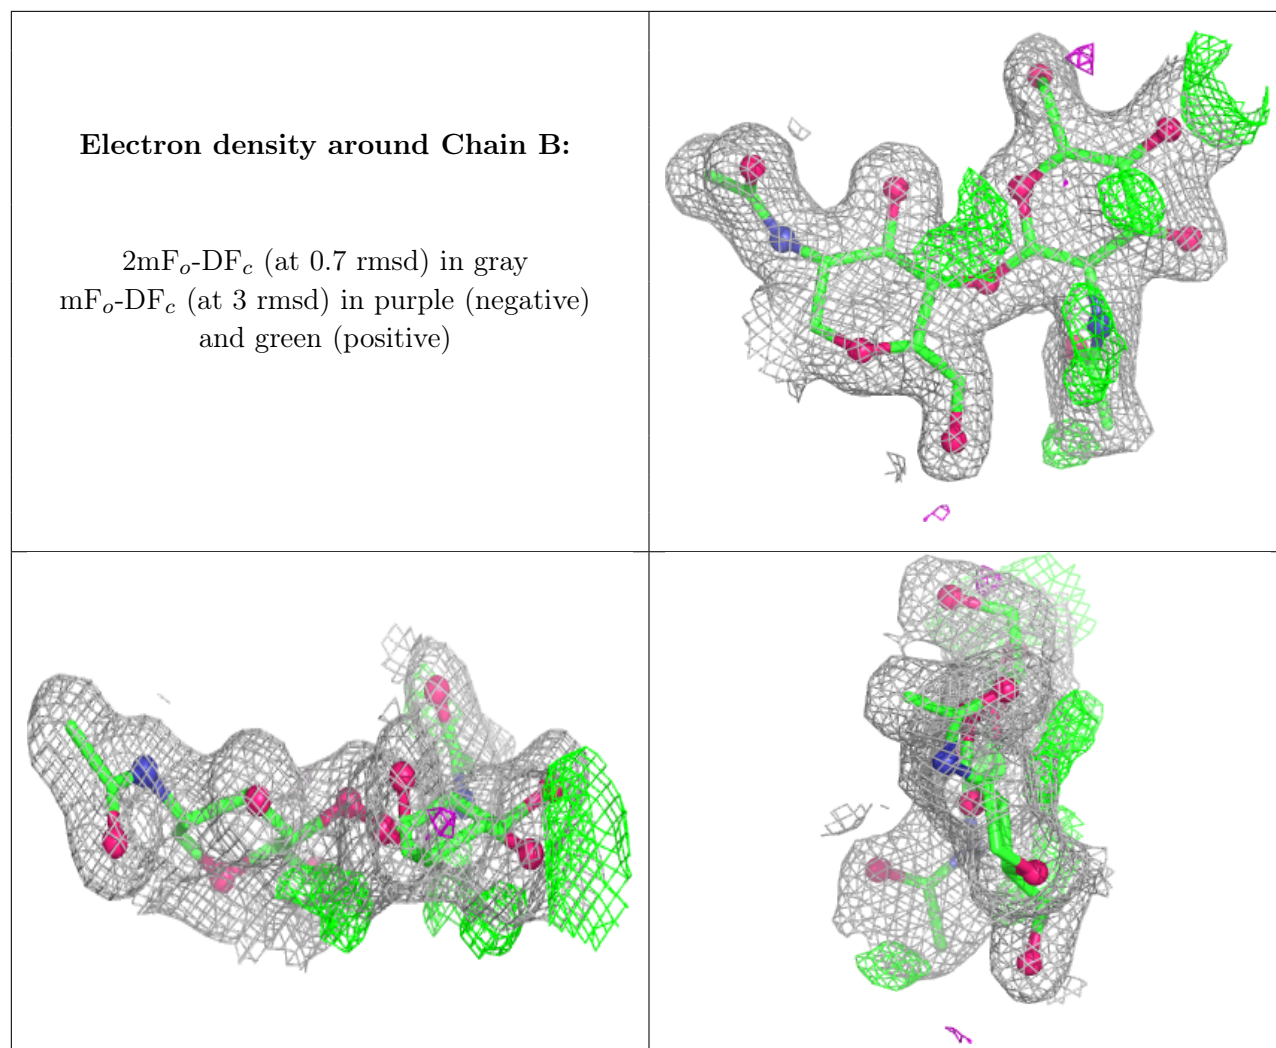 Electron density around Chain B:
2mFₒ-DF𝒸 (at 0.7 rmsd) in gray
mFₒ-DF𝒸 (at 3 rmsd) in purple (negative)
and green (positive)